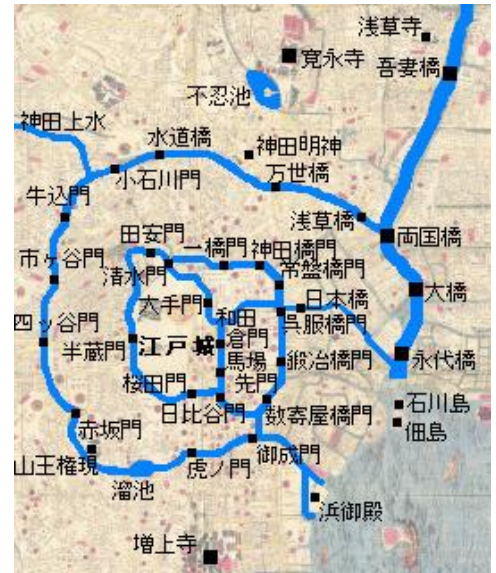 浅草寺
寛永寺
吾妻橋
不忍池
神田上水
水道橋
神田明神
小石川門
万世橋
牛込門
浅草橋
両国橋
田安門
一橋門
神田橋門
市ヶ谷門
清水門
常盤橋門
大手門
日本橋
大橋
四ッ谷門
和田
倉門
呉服橋門
半蔵門
江戸城
馬場
先門
鍛冶橋門
永代橋
桜田門
日比谷門
数寄屋橋門
石川島
佃島
赤坂門
御成門
山王権現
虎ノ門
溜池
浜御殿
増上寺